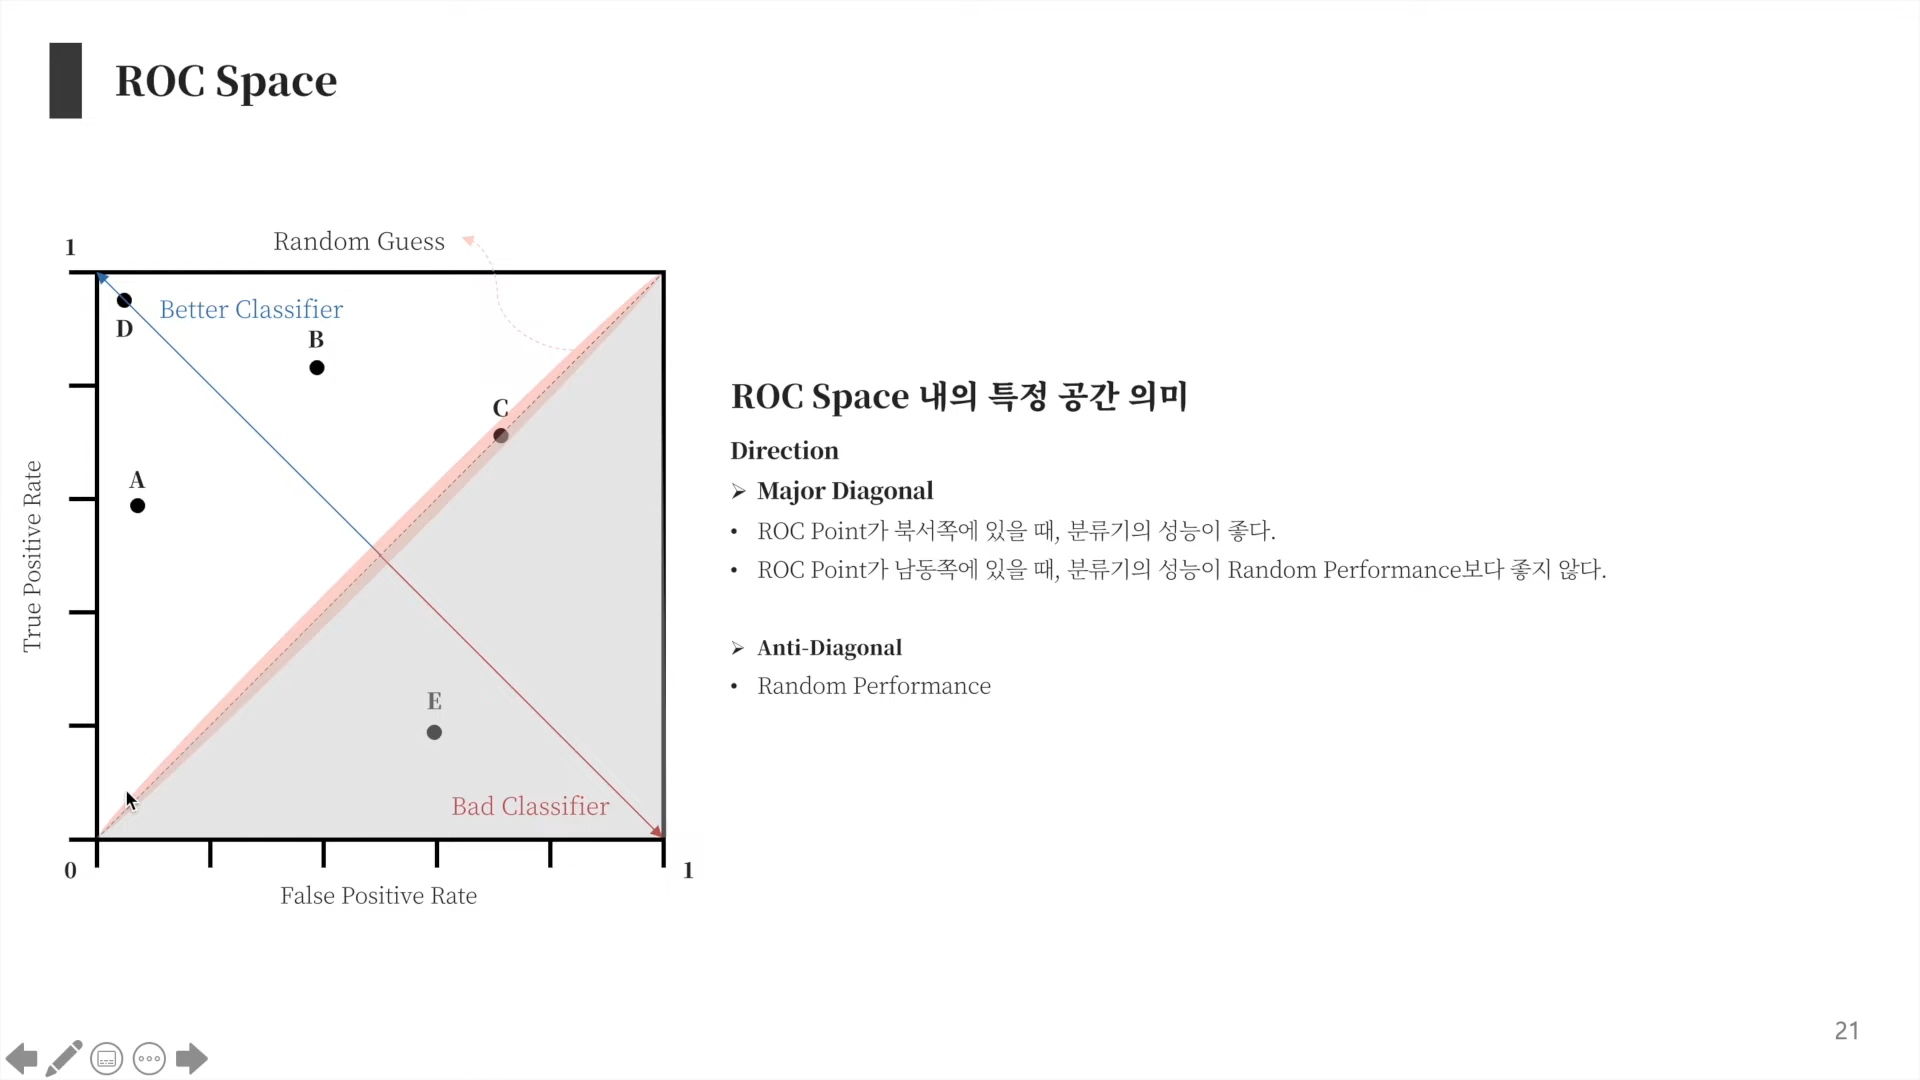 ROC Space
Random Guess
1
Better Classifier
D
B
C
A
True Positive Rate
E
Bad Classifier
0
1
False Positive Rate
ROC Space 내의 특정 공간 의미
Direction
➢ Major Diagonal
• ROC Point가 북서쪽에 있을 때, 분류기의 성능이 좋다.
• ROC Point가 남동쪽에 있을 때, 분류기의 성능이 Random Performance보다 좋지 않다.
➢ Anti-Diagonal
• Random Performance
21